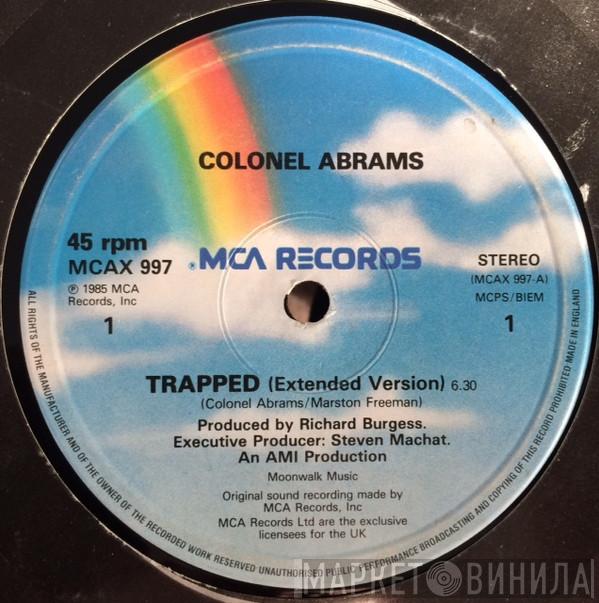 COLONEL ABRAMS
45 rpm
MCAX 997
℗ 1985 MCA
Records, Inc
1
®MCA RECORDS
STEREO
(MCAX 997-A)
MCPS/BIEM
1
TRAPPED (Extended Version) 6.30
(Colonel Abrams/Marston Freeman)
Produced by Richard Burgess.
Executive Producer: Steven Machat.
An AMI Production
Moonwalk Music
Original sound recording made by
MCA Records, Inc
MCA Records Ltd are the exclusive
licensees for the UK
ALL RIGHTS OF THE MANUFACTURER AND OF THE OWNER OF THE RECORDED WORK RESERVED UNAUTHORISED PUBLIC PERFORMANCE BROADCASTING AND COPYING OF THIS RECORD PROHIBITED MADE IN ENGLAND
МАРКЕТ ВИНИЛА